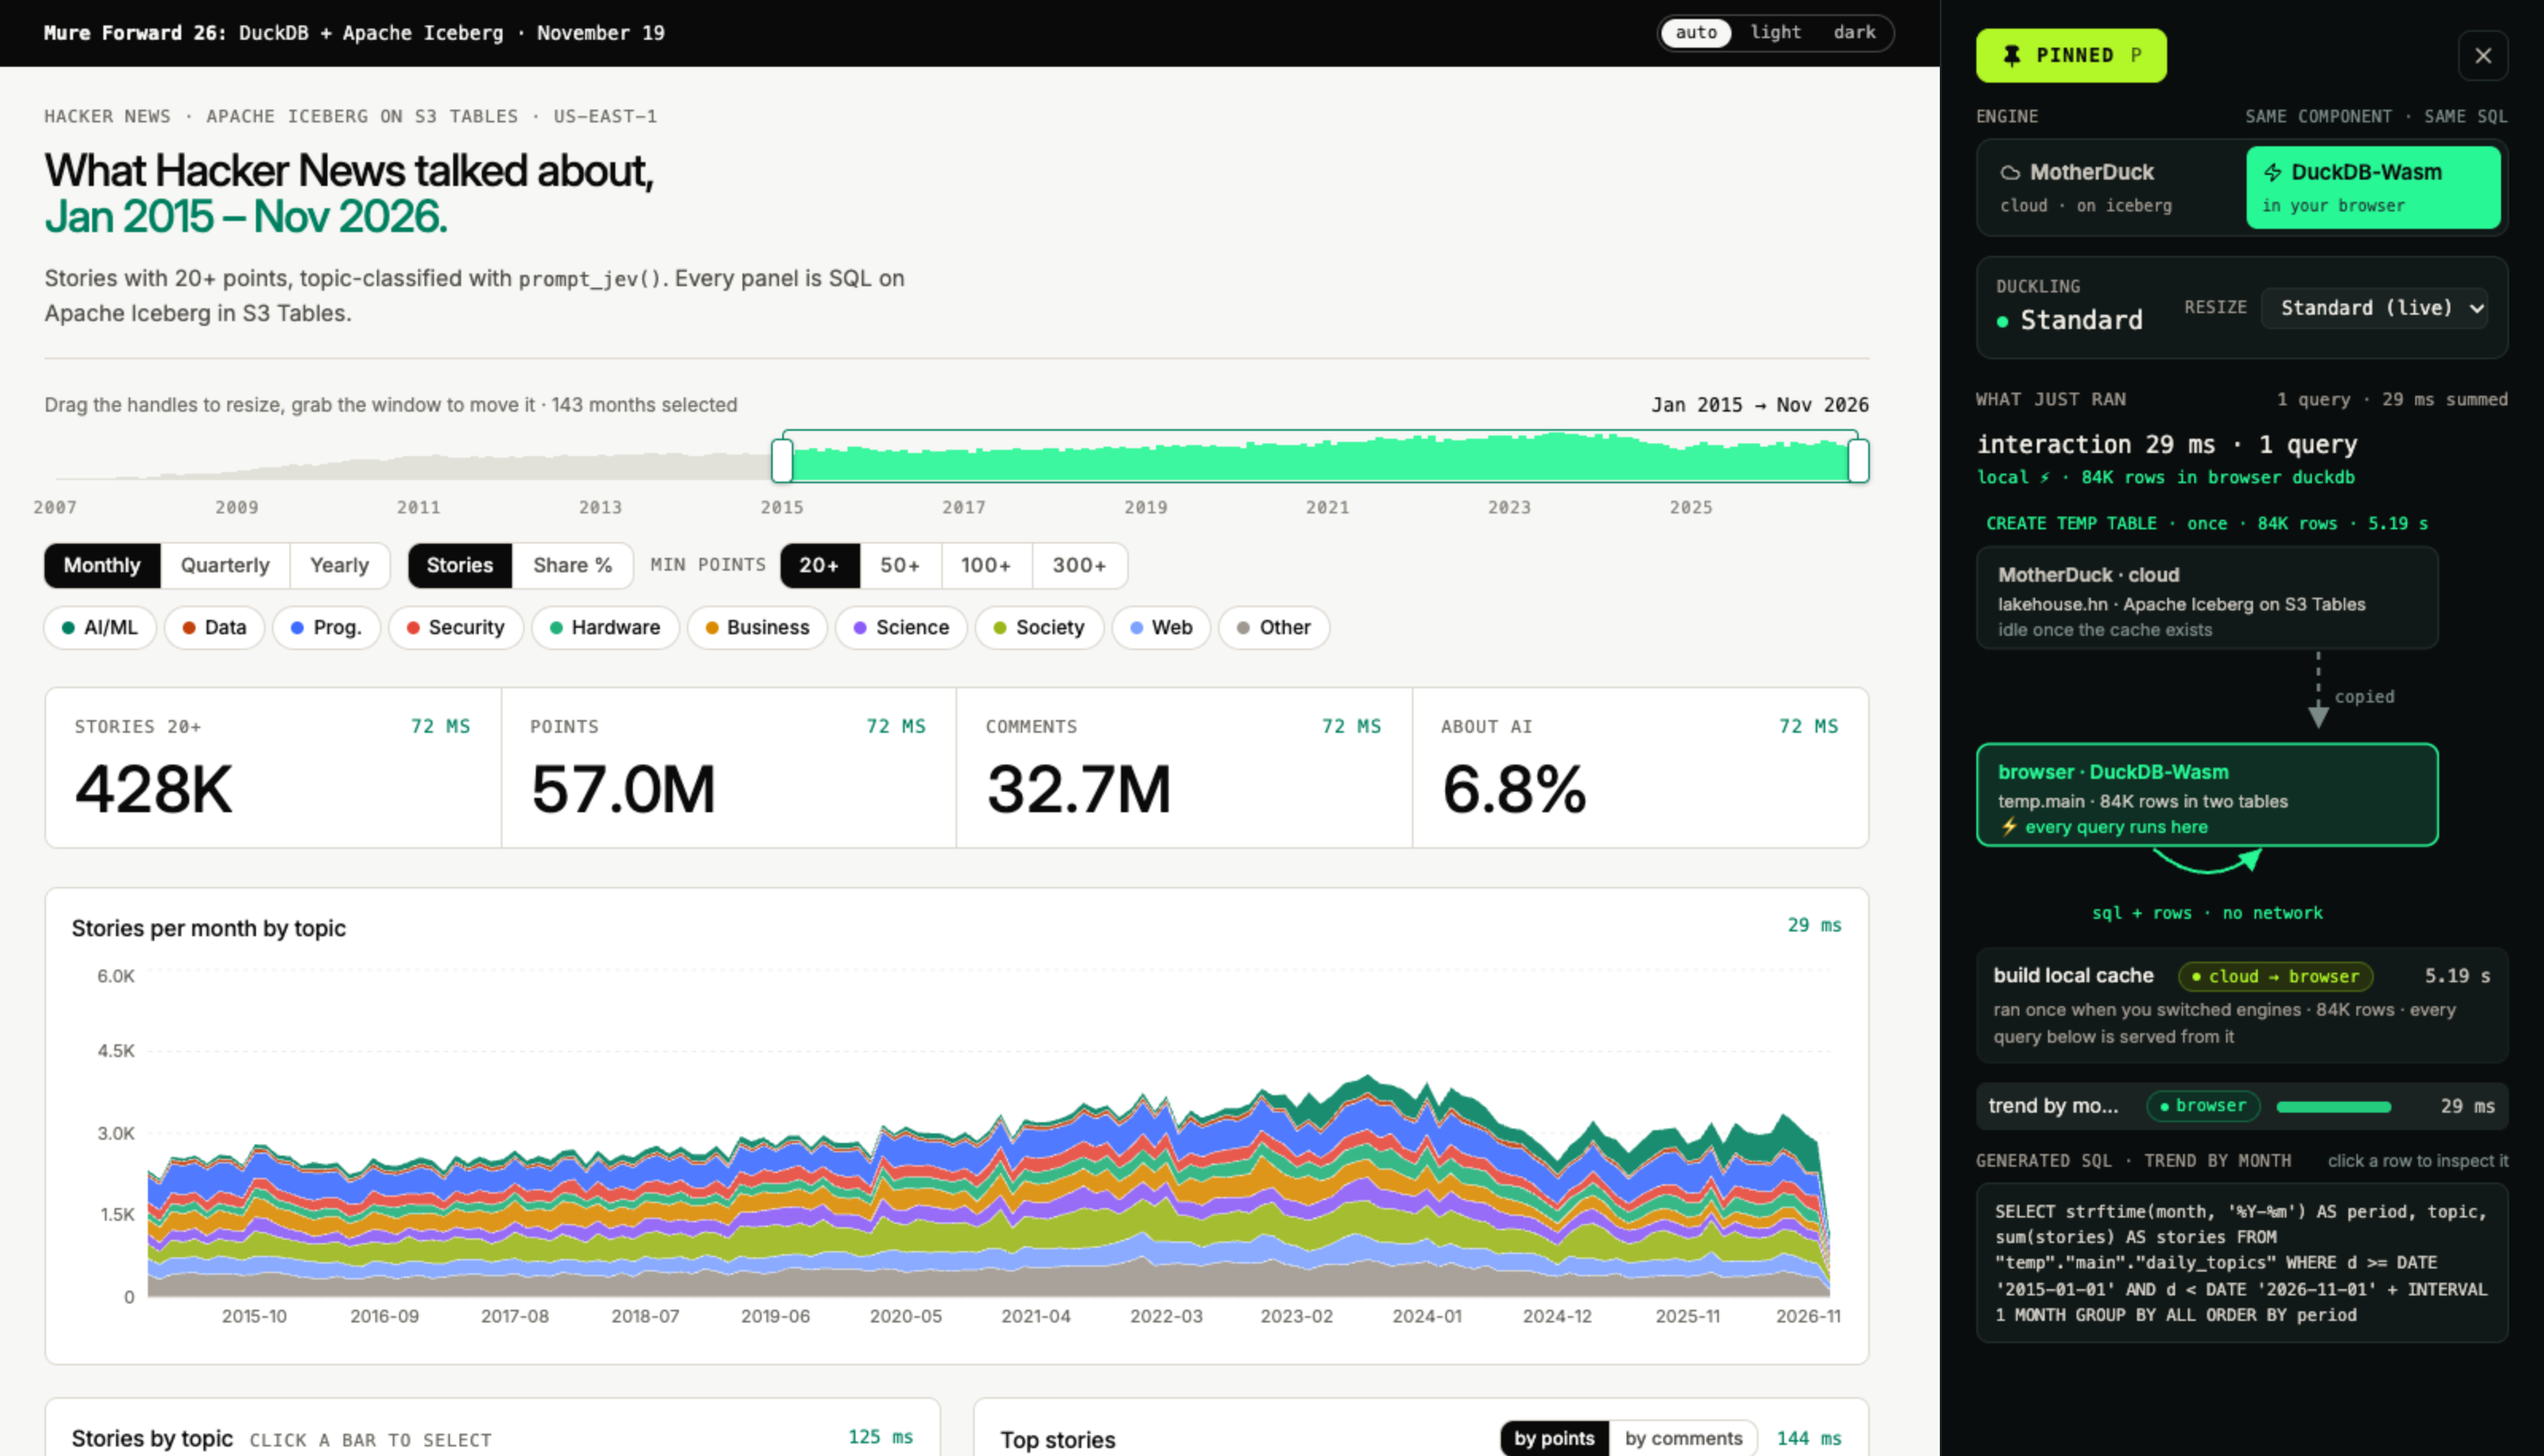 Mure Forward 26: DuckDB + Apache Iceberg · November 19
auto light dark
HACKER NEWS · APACHE ICEBERG ON S3 TABLES · US-EAST-1
What Hacker News talked about,
Jan 2015 – Nov 2026.
Stories with 20+ points, topic-classified with prompt_jev(). Every panel is SQL on
Apache Iceberg in S3 Tables.
Drag the handles to resize, grab the window to move it · 143 months selected
Jan 2015 → Nov 2026
2007 2009 2011 2013 2015 2017 2019 2021 2023 2025
Monthly Quarterly Yearly Stories Share % MIN POINTS 20+ 50+ 100+ 300+
AI/ML Data Prog. Security Hardware Business Science Society Web Other
STORIES 20+ 72 MS
428K
POINTS 72 MS
57.0M
COMMENTS 72 MS
32.7M
ABOUT AI 72 MS
6.8%
Stories per month by topic 29 ms
6.0K
4.5K
3.0K
1.5K
0
2015-10 2016-09 2017-08 2018-07 2019-06 2020-05 2021-04 2022-03 2023-02 2024-01 2024-12 2025-11 2026-11
Stories by topic CLICK A BAR TO SELECT 125 ms
Top stories by points by comments 144 ms
PINNED P
ENGINE SAME COMPONENT · SAME SQL
MotherDuck
cloud · on iceberg
DuckDB-Wasm
in your browser
DUCKLING
Standard
RESIZE Standard (live)
WHAT JUST RAN 1 query · 29 ms summed
interaction 29 ms · 1 query
local ⚡ · 84K rows in browser duckdb
CREATE TEMP TABLE · once · 84K rows · 5.19 s
MotherDuck · cloud
lakehouse.hn · Apache Iceberg on S3 Tables
idle once the cache exists
copied
browser · DuckDB-Wasm
temp.main · 84K rows in two tables
⚡ every query runs here
sql + rows · no network
build local cache cloud → browser 5.19 s
ran once when you switched engines · 84K rows · every
query below is served from it
trend by mo... browser 29 ms
GENERATED SQL · TREND BY MONTH click a row to inspect it
SELECT strftime(month, '%Y-%m') AS period, topic,
sum(stories) AS stories FROM
"temp"."main"."daily_topics" WHERE d >= DATE
'2015-01-01' AND d < DATE '2026-11-01' + INTERVAL
1 MONTH GROUP BY ALL ORDER BY period